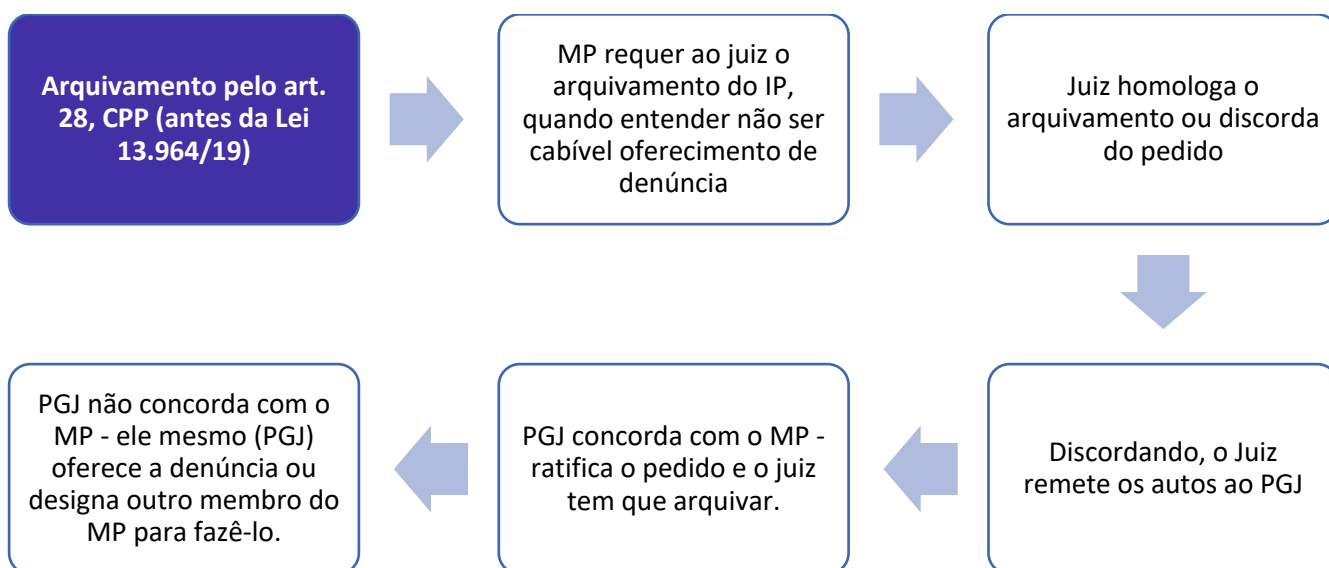 Arquivamento pelo art.
28, CPP (antes da Lei
13.964/19)
MP requer ao juiz o
arquivamento do IP,
quando entender não ser
cabível oferecimento de
denúncia
Juiz homologa o
arquivamento ou discorda
do pedido
Discordando, o Juiz
remete os autos ao PGJ
PGJ concorda com o MP -
ratifica o pedido e o juiz
tem que arquivar.
PGJ não concorda com o
MP - ele mesmo (PGJ)
oferece a denúncia ou
designa outro membro do
MP para fazê-lo.